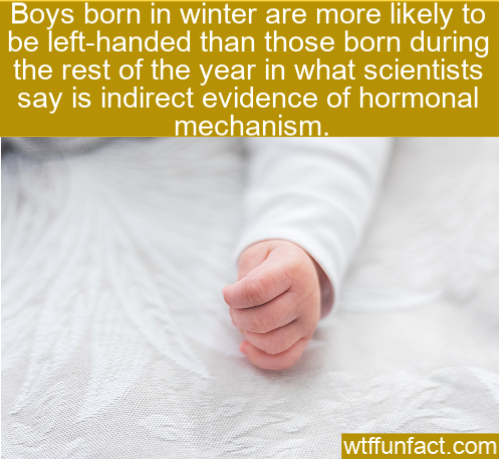 Boys born in winter are more likely to
be left-handed than those born during
the rest of the year in what scientists
say is indirect evidence of hormonal
mechanism.
wtffunfact.com